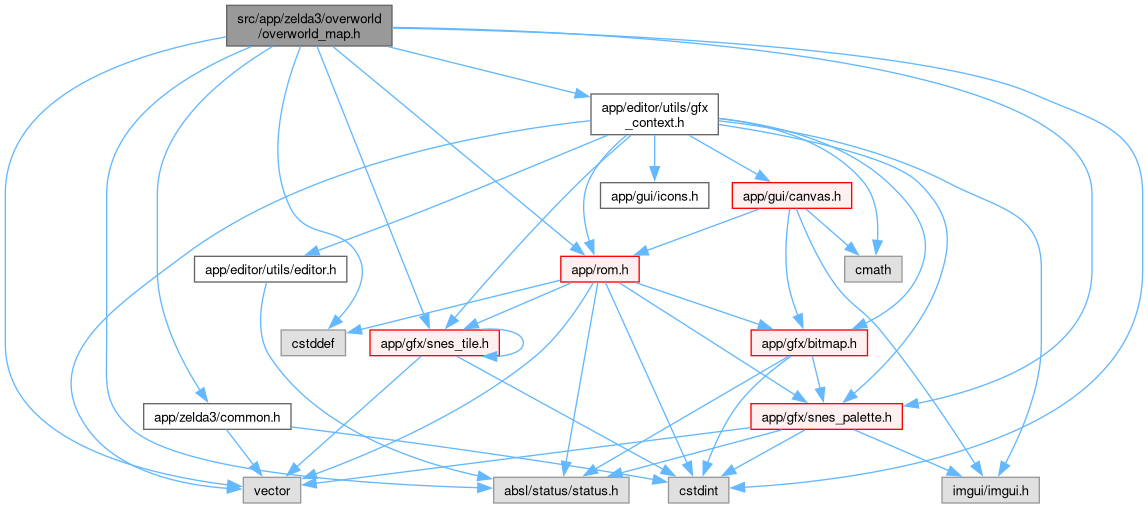 src/app/zelda3/overworld
/overworld_map.h
app/editor/utils/gfx
_context.h
app/gui/icons.h
app/gui/canvas.h
app/editor/utils/editor.h
app/rom.h
cmath
cstddef
app/gfx/snes_tile.h
app/gfx/bitmap.h
app/zelda3/common.h
app/gfx/snes_palette.h
vector
absl/status/status.h
cstdint
imgui/imgui.h